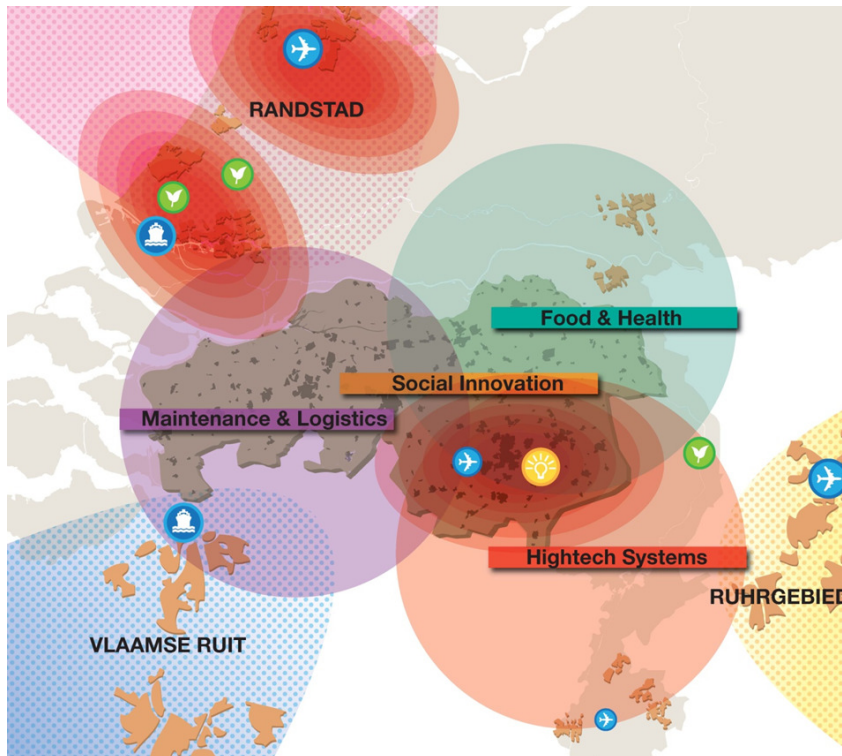 RANDSTAD
Food & Health
Social Innovation
Maintenance & Logistics
Hightech Systems
RUHRGEBIED
VLAAMSE RUIT